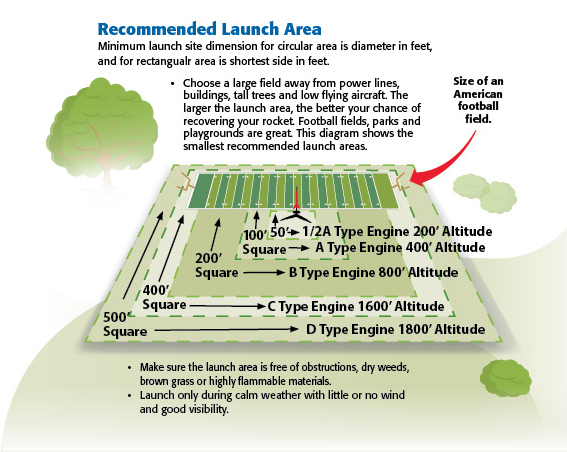 Recommended Launch Area
Minimum launch site dimension for circular area is diameter in feet,
and for rectangualr area is shortest side in feet.
• Choose a large field away from power lines,
buildings, tall trees and low flying aircraft. The
larger the launch area, the better your chance of
recovering your rocket. Football fields, parks and
playgrounds are great. This diagram shows the
smallest recommended launch areas.
Size of an
American
football
field.
50' 1/2A Type Engine 200' Altitude
100'
Square A Type Engine 400' Altitude
200'
Square B Type Engine 800' Altitude
400'
Square C Type Engine 1600' Altitude
500'
Square D Type Engine 1800' Altitude
• Make sure the launch area is free of obstructions, dry weeds,
brown grass or highly flammable materials.
• Launch only during calm weather with little or no wind
and good visibility.